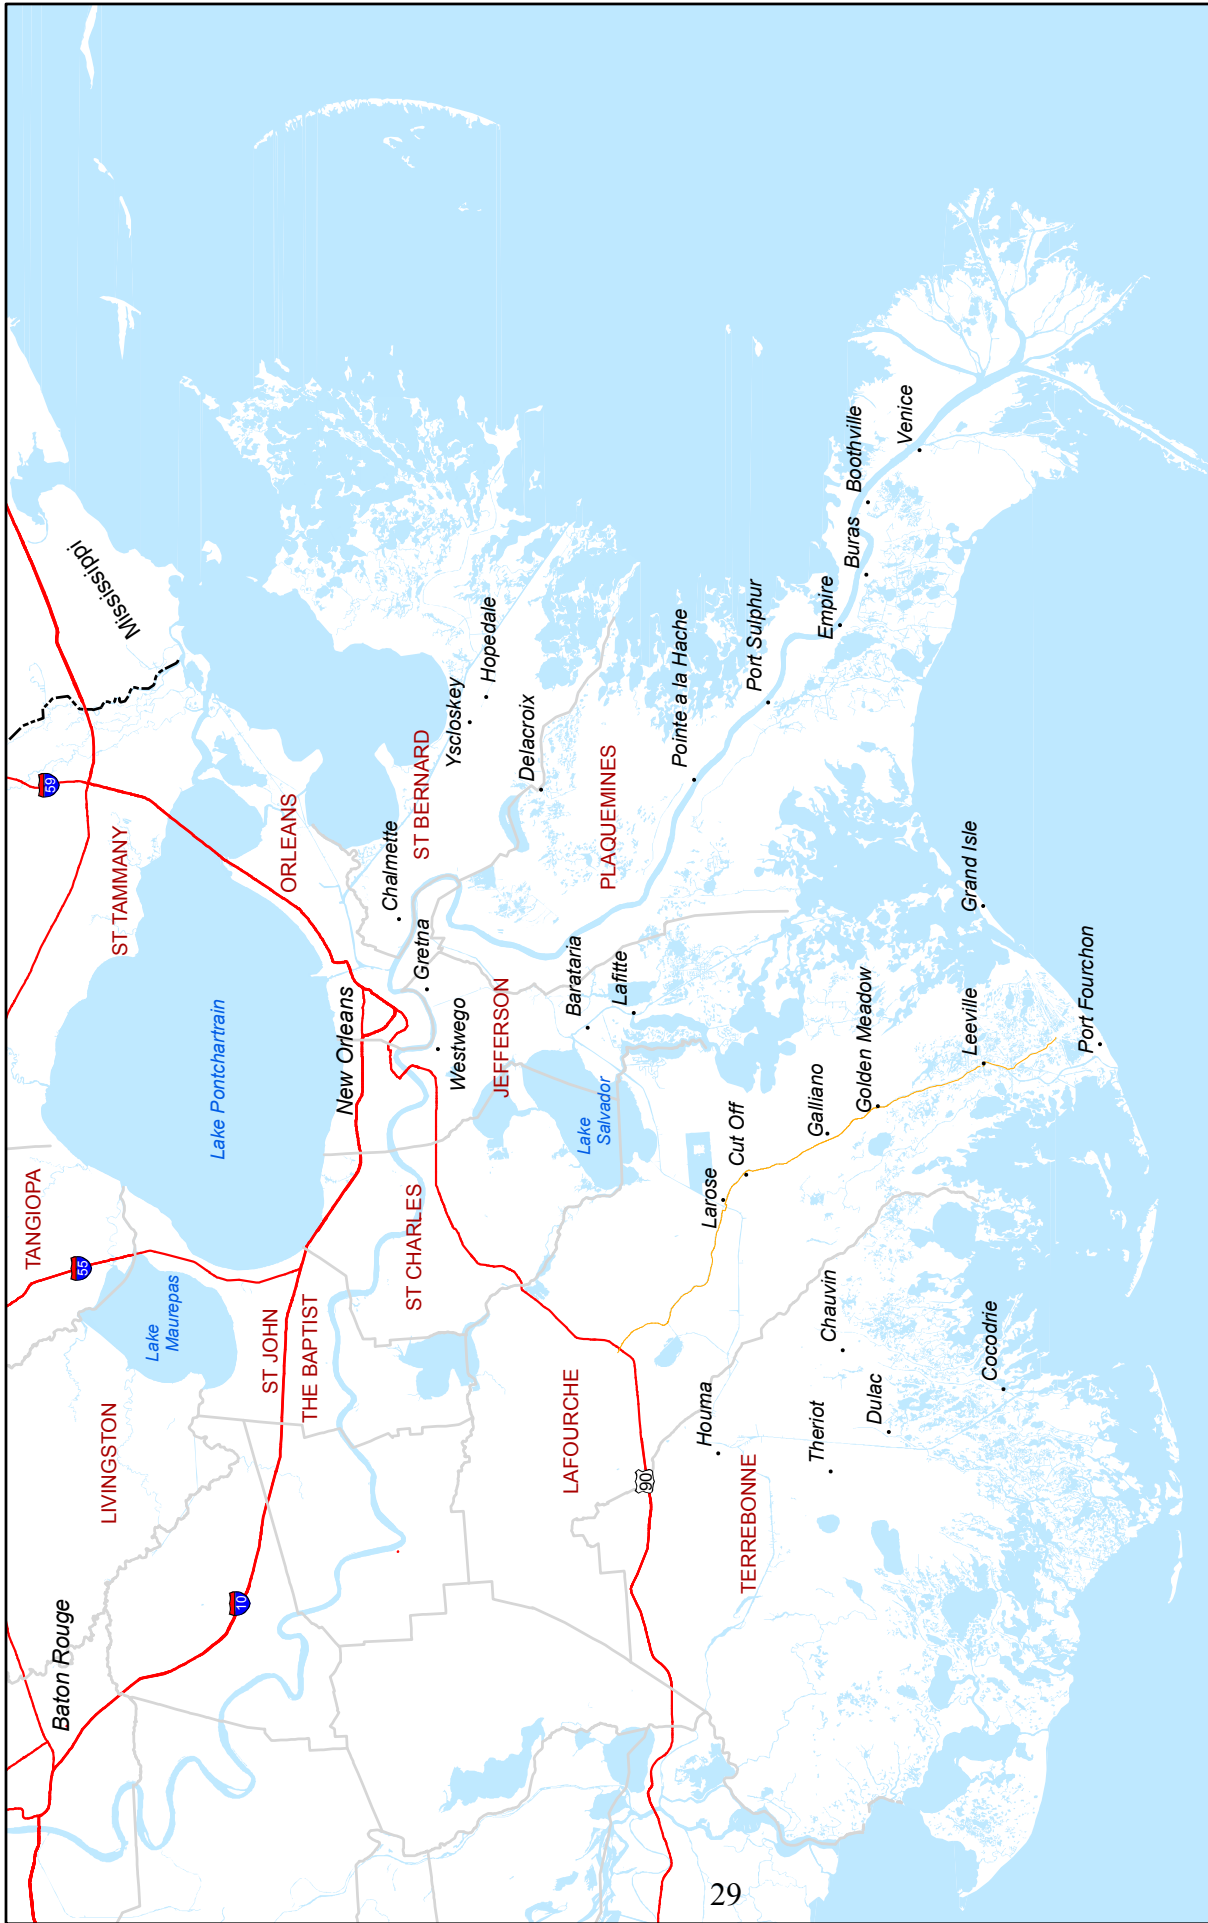 Baton Rouge
LIVINGSTON
TANGIOPA
55
Lake
Maurepas
10
ST JOHN
THE BAPTIST
Lake Pontchartrain
ST TAMMANY
59
Mississippi
ORLEANS
New Orleans
ST CHARLES
Chalmette
Gretna
Westwego
ST BERNARD
Yscloskey
Hopedale
Delacroix
JEFFERSON
Barataria
Lafitte
Lake
Salvador
PLAQUEMINES
LAFOURCHE
90
Pointe a la Hache
Port Sulphur
Empire
Buras
Boothville
Venice
Houma
Larose
Cut Off
TERREBONNE
Galliano
Golden Meadow
Chauvin
Theriot
Dulac
Leeville
Grand Isle
Cocodrie
Port Fourchon
29